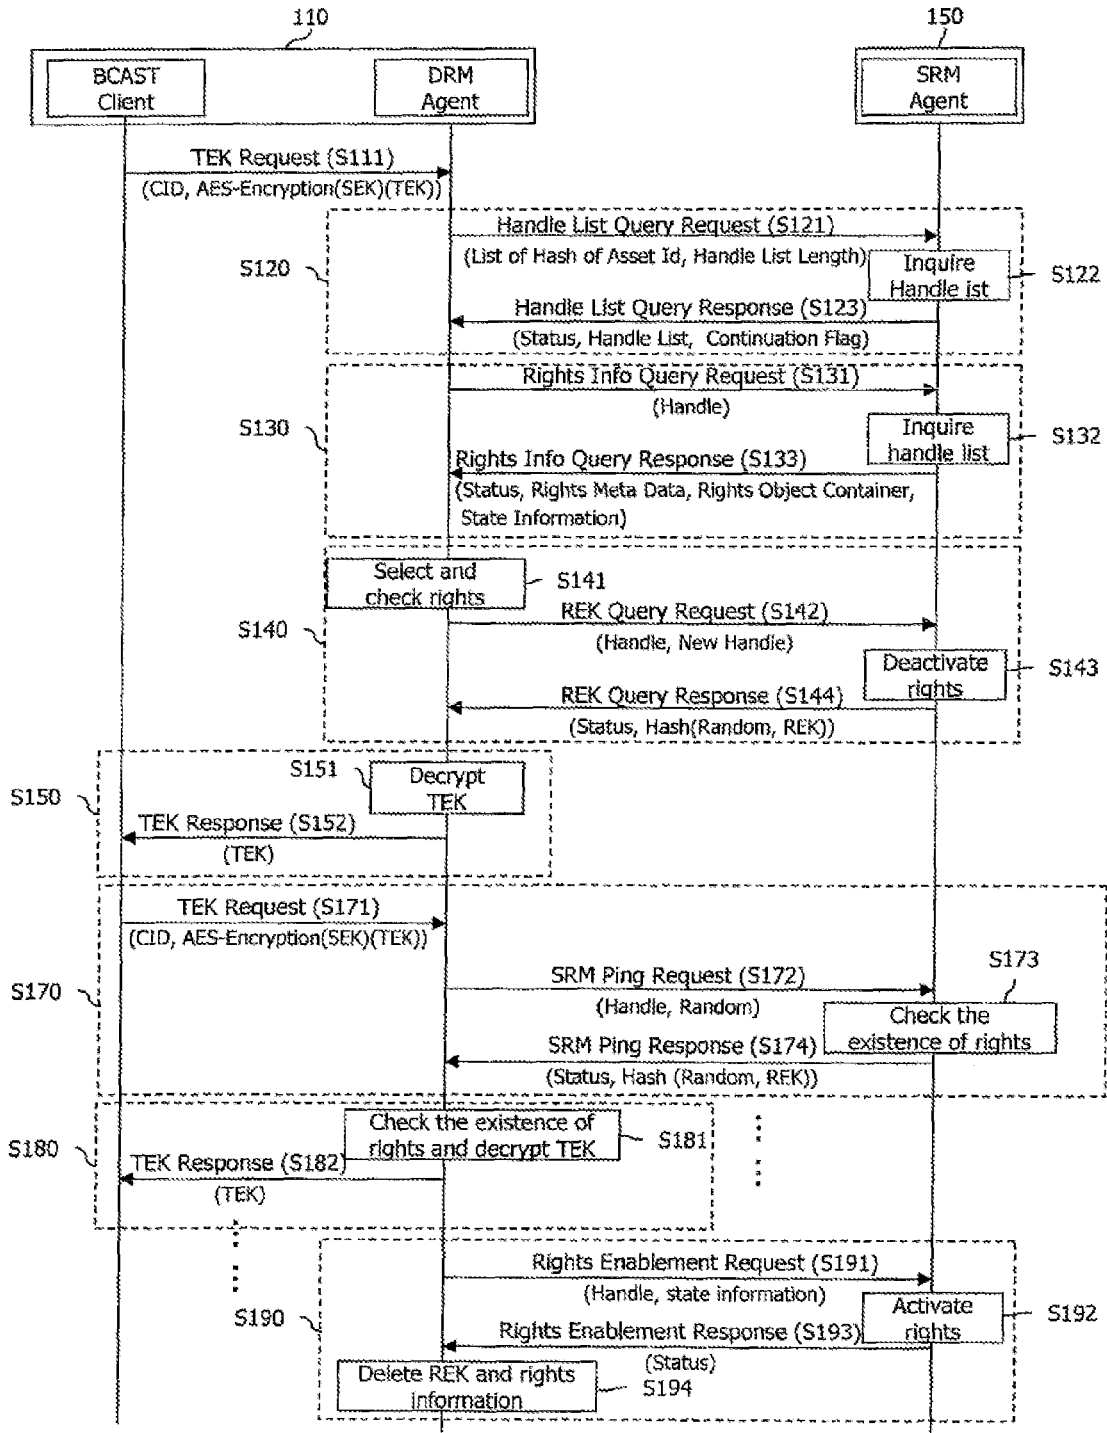 110
150
BCAST
Client
DRM
Agent
SRM
Agent
TEK Request (S111)
(CID, AES-Encryption(SEK)(TEK))
Handle List Query Request (S121)
(List of Hash of Asset Id, Handle List Length)
S120
Inquire
Handle ist
S122
Handle List Query Response (S123)
(Status, Handle List, Continuation Flag)
Rights Info Query Request (S131)
(Handle)
S130
Inquire
handle list
S132
Rights Info Query Response (S133)
(Status, Rights Meta Data, Rights Object Container,
State Information)
Select and
check rights
S141
REK Query Request (S142)
(Handle, New Handle)
S140
Deactivate
rights
S143
REK Query Response (S144)
(Status, Hash(Random, REK))
S151
Decrypt
TEK
S150
TEK Response (S152)
(TEK)
TEK Request (S171)
(CID, AES-Encryption(SEK)(TEK))
S170
SRM Ping Request (S172)
(Handle, Random)
S173
Check the
existence of rights
SRM Ping Response (S174)
(Status, Hash (Random, REK))
Check the existence of
rights and decrypt TEK
S181
S180
TEK Response (S182)
(TEK)
Rights Enablement Request (S191)
(Handle, state information)
S190
Activate
rights
S192
Rights Enablement Response (S193)
(Status)
Delete REK and rights
information
S194